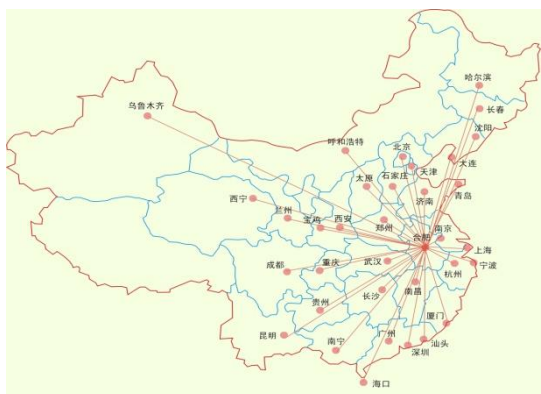 哈尔滨
乌鲁木齐
长春
沈阳
呼和浩特
北京
大连
天津
太原
石家庄
青岛
西宁
济南
兰州
宝鸡
西安
郑州
南京
合肥
上海
成都
重庆
武汉
宁波
杭州
南昌
长沙
贵州
厦门
昆明
南宁
广州
汕头
深圳
海口